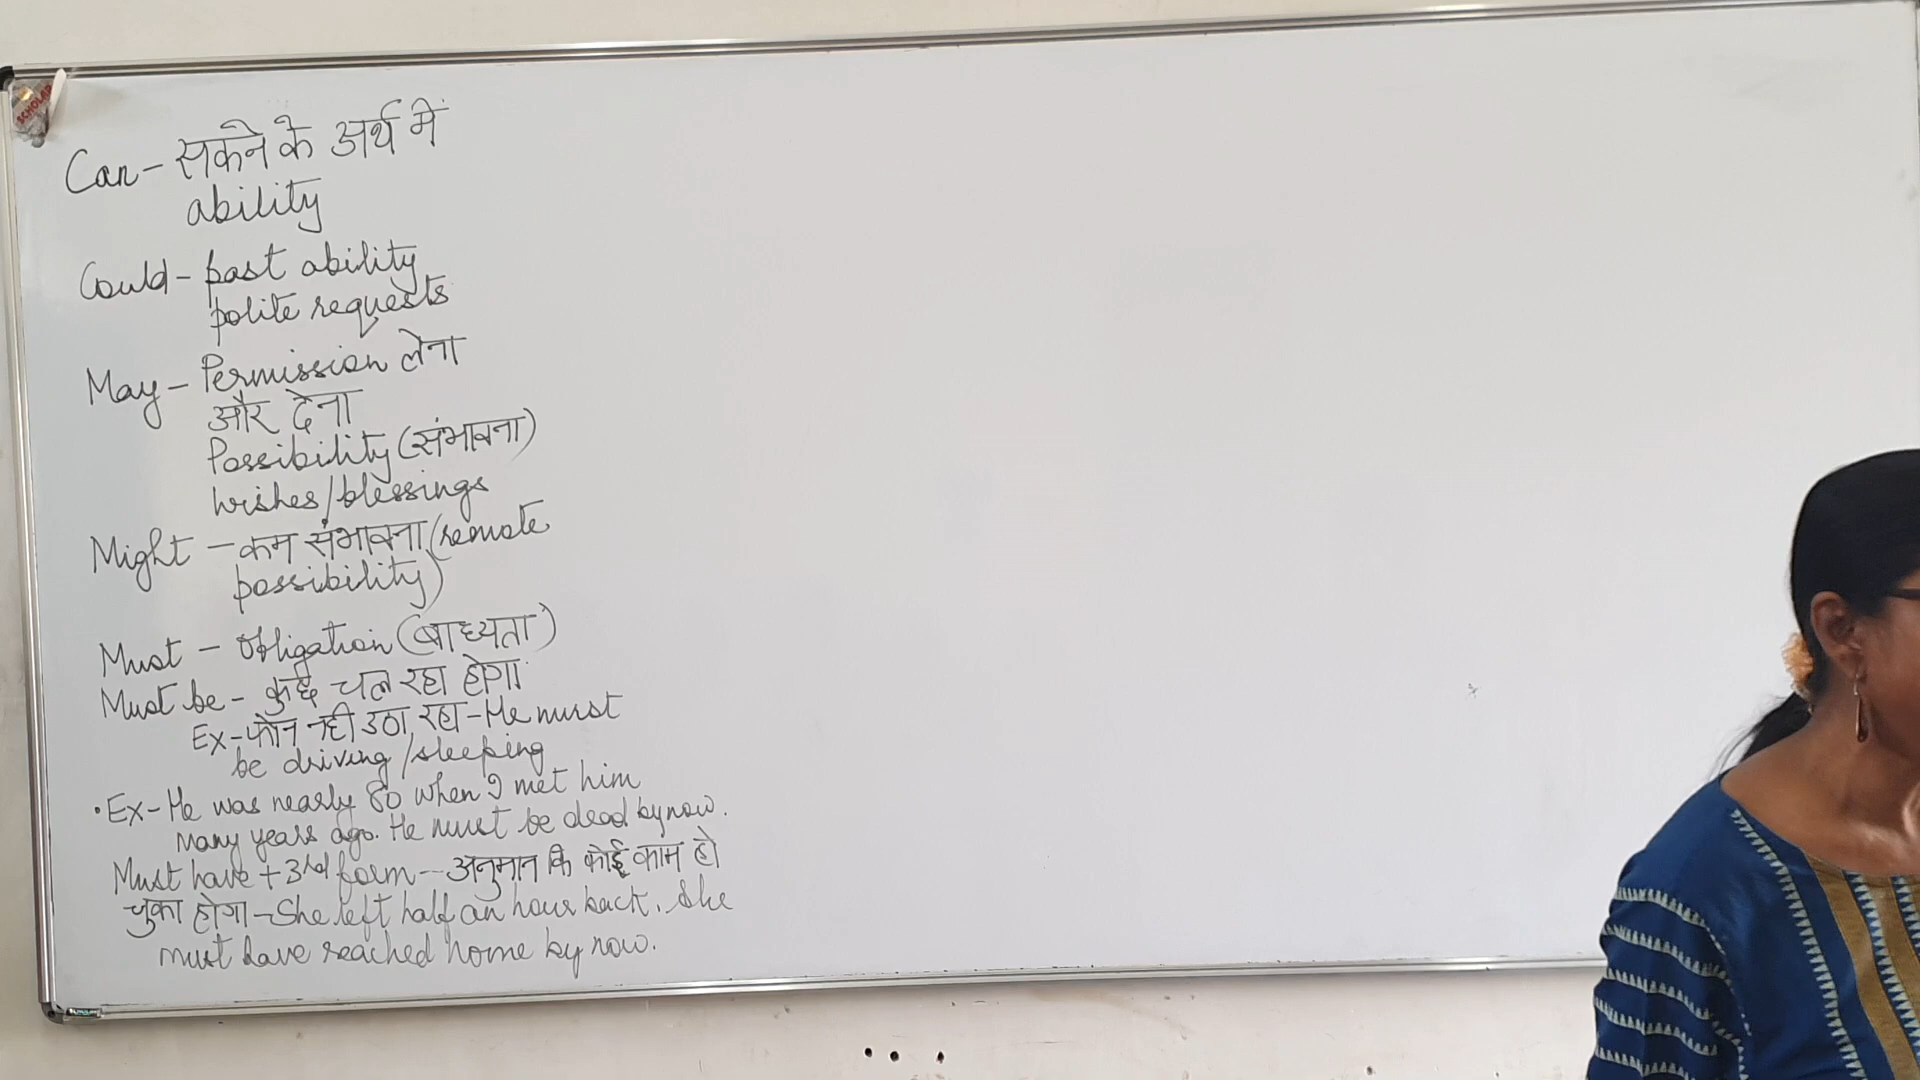 SCHOLAR
Can - सकने के अर्थ में
ability
Could - past ability
polite requests
May - Permission लेना
और देना
Possibility (संभावना)
Wishes/blessings
Might - कम संभावना (remote
possibility)
Must - Obligation (बाध्यता)
Must be - कुछ चल रहा होगा
Ex - फोन नही उठा रहा - He must
be driving/sleeping
• Ex - He was nearly 80 when I met him
many years ago. He must be dead by now.
Must have + 3rd form - अनुमान कि कोई काम हो
चुका होगा - She left half an hour back. She
must have reached home by now.